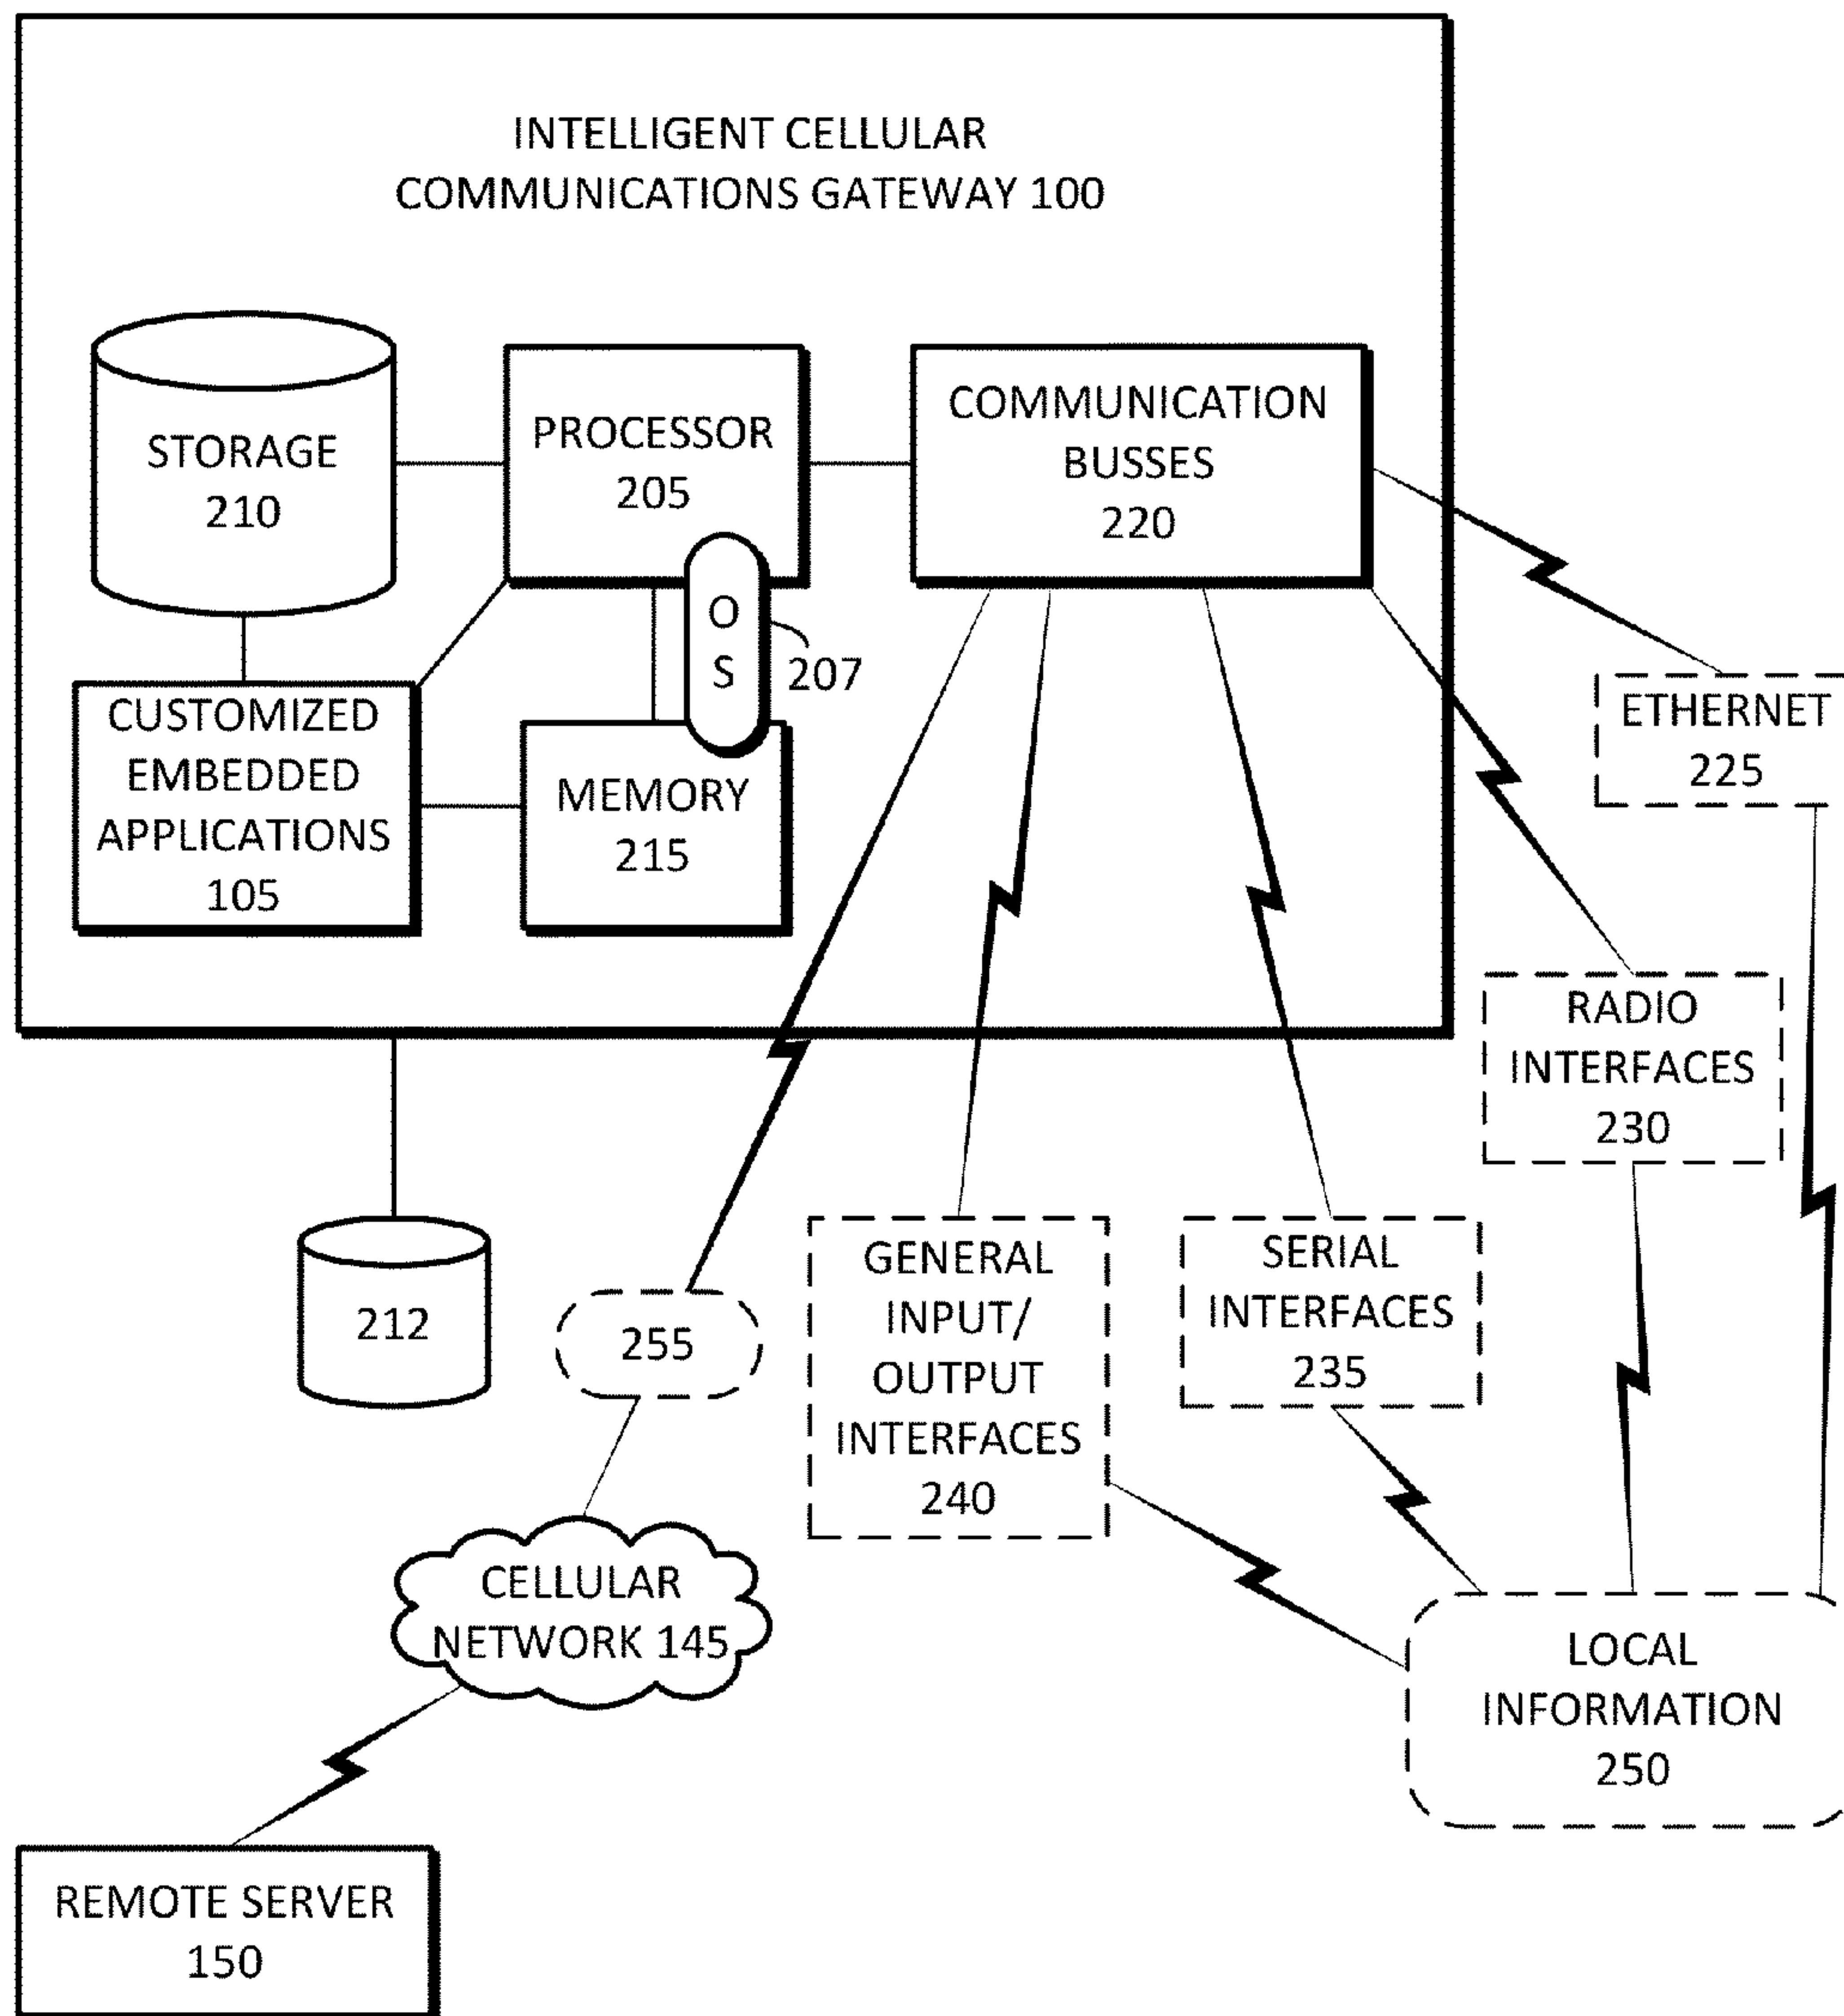 INTELLIGENT CELLULAR
COMMUNICATIONS GATEWAY 100
STORAGE
210
PROCESSOR
205
COMMUNICATION
BUSSES
220
O
S
207
CUSTOMIZED
EMBEDDED
APPLICATIONS
105
MEMORY
215
ETHERNET
225
RADIO
INTERFACES
230
212
255
GENERAL
INPUT/
OUTPUT
INTERFACES
240
SERIAL
INTERFACES
235
CELLULAR
NETWORK 145
LOCAL
INFORMATION
250
REMOTE SERVER
150